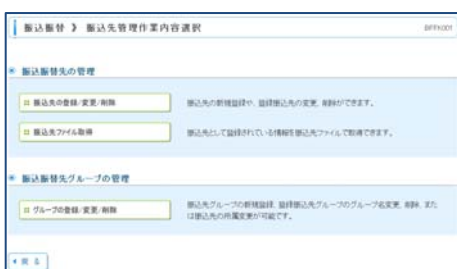 振込振替 》 振込先管理作業内容選択
BFFK001
振込振替先の管理
振込先の登録/変更/削除
振込先の新規登録や、登録振込先の変更、削除ができます。
振込先ファイル取得
振込先として登録されている情報を振込先ファイルで取得できます。
振込振替先グループの管理
グループの登録/変更/削除
振込先グループの新規登録、登録振込先グループのグループ名変更、削除、また
は振込先の所属変更が可能です。
戻る